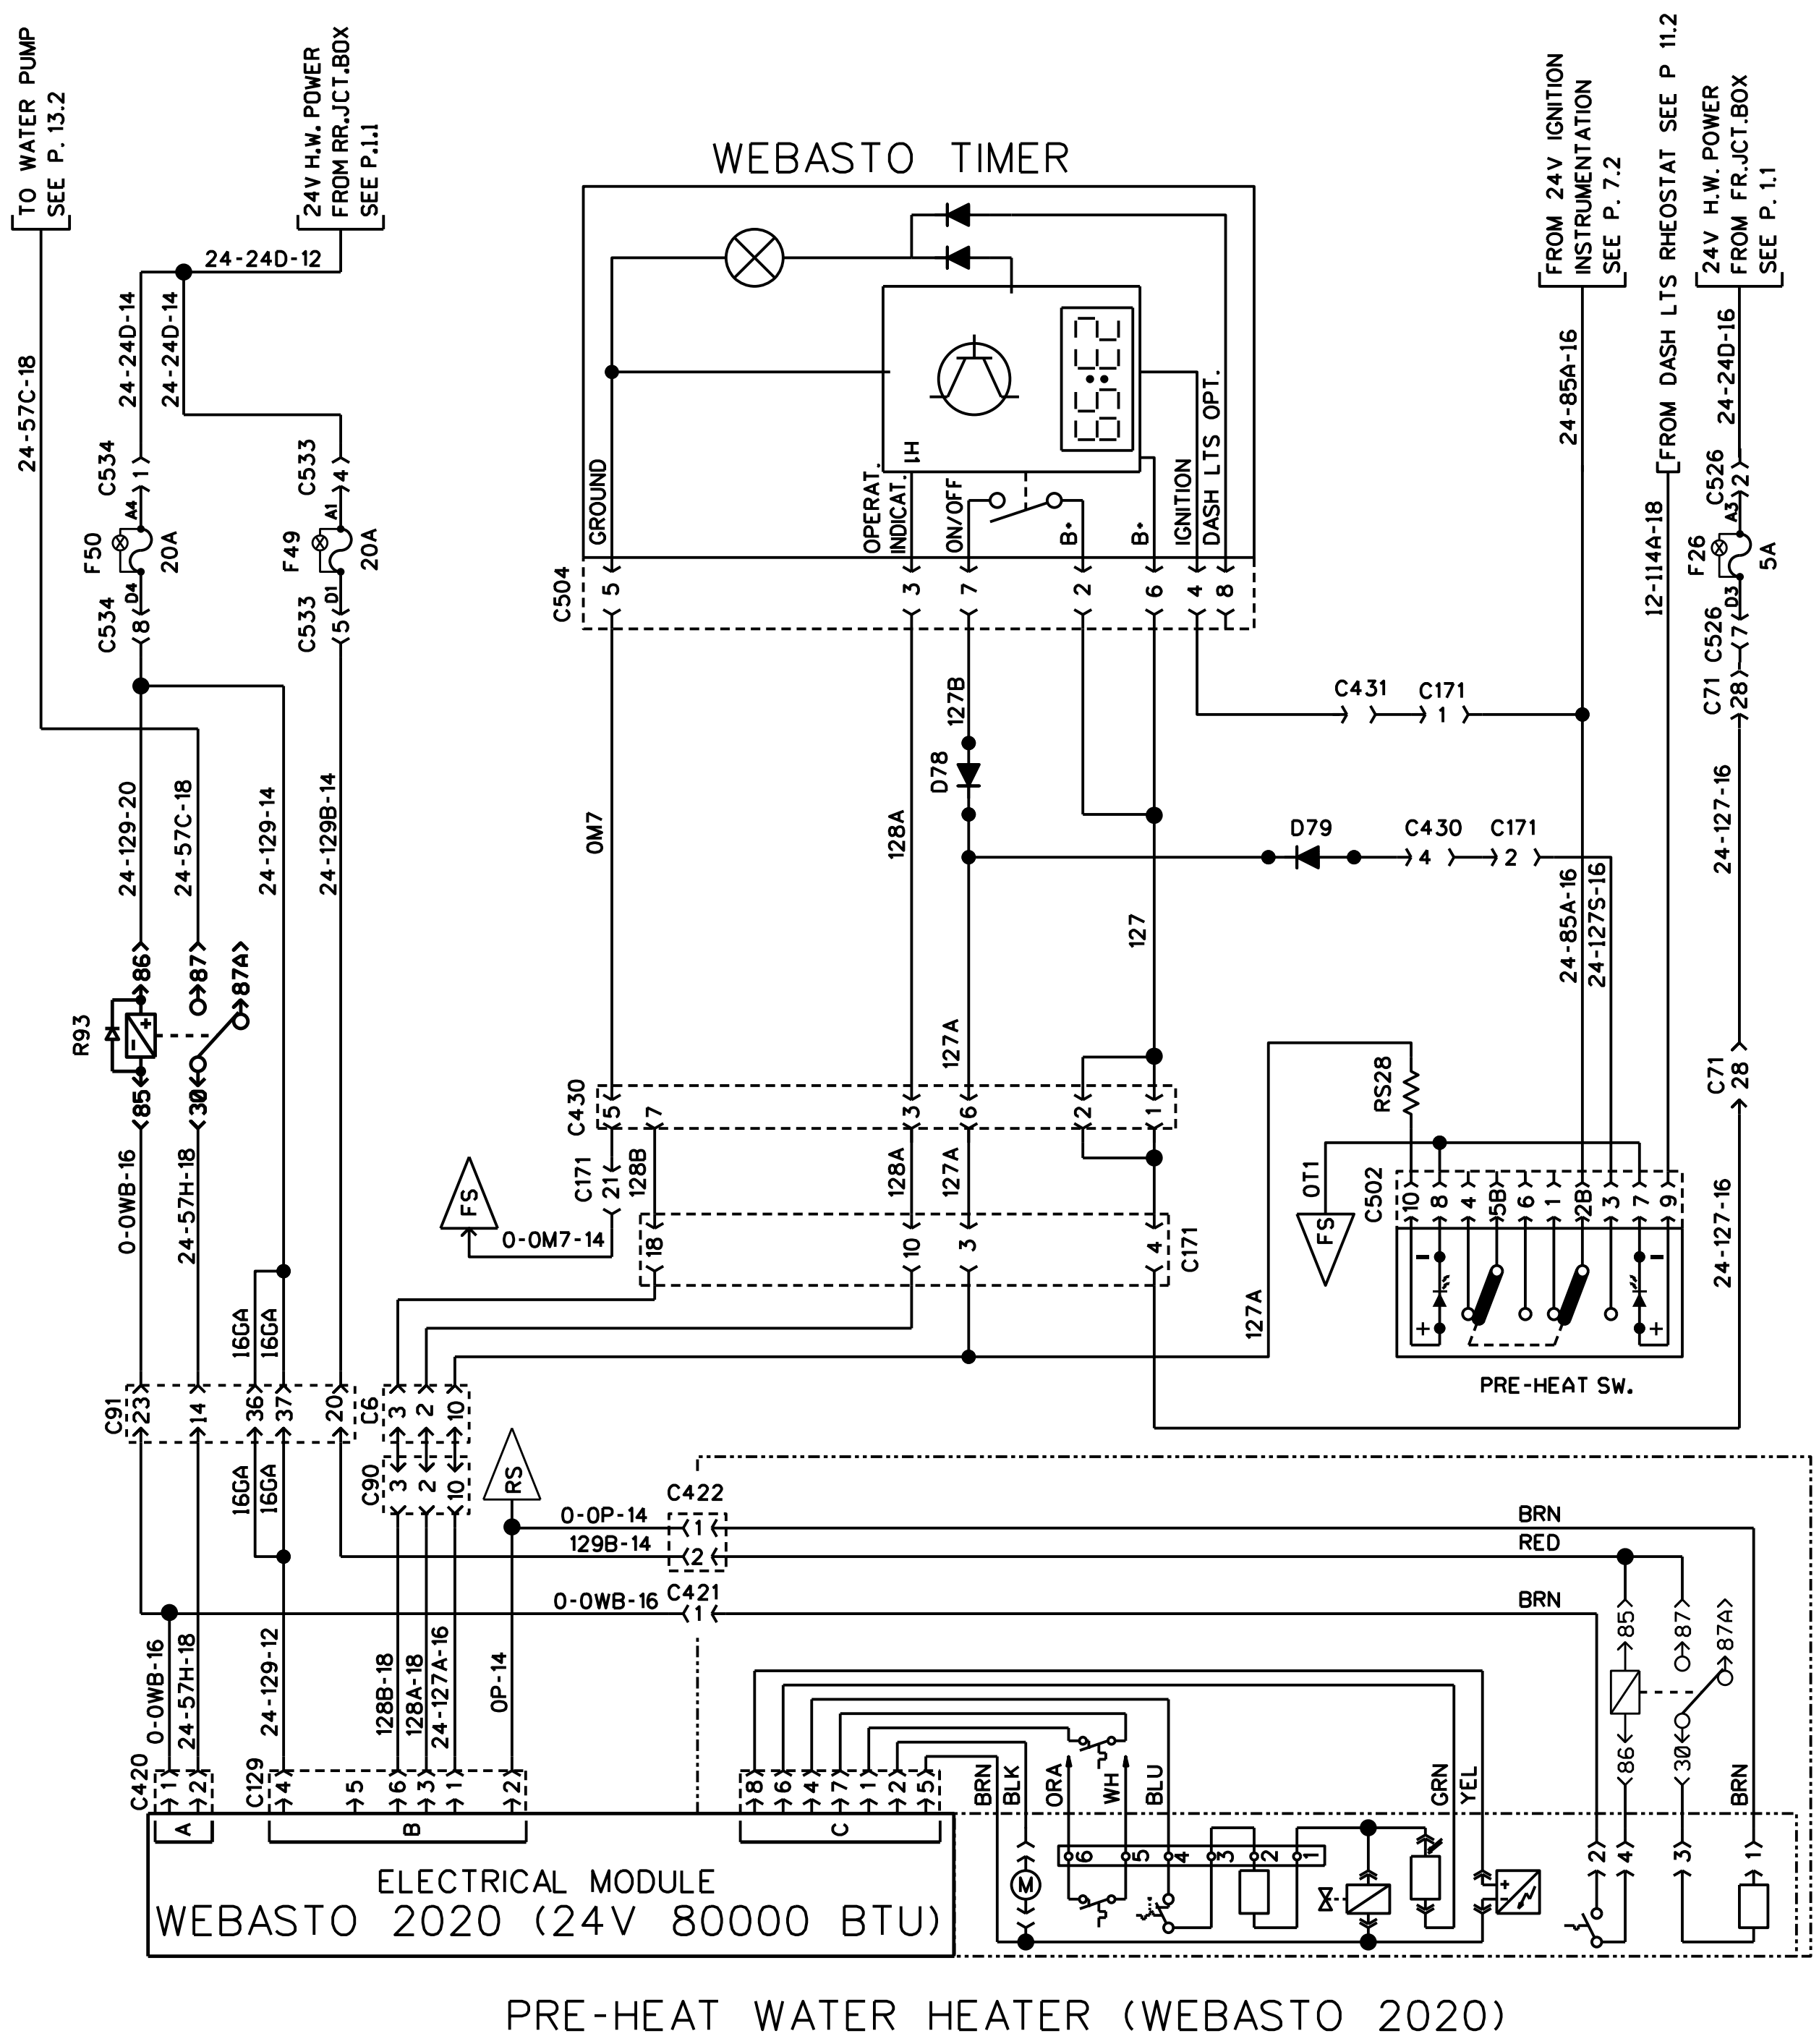 TO WATER PUMP
SEE P. 13.2
24V H.W. POWER
FROM RR.JCT.BOX
SEE P.1.1
WEBASTO TIMER
FROM 24V IGNITION
INSTRUMENTATION
SEE P. 7.2
FROM DASH LTS RHEOSTAT SEE P 11.2
24V H.W. POWER
FROM FR.JCT.BOX
SEE P. 1.1
24-24D-12
24-57C-18
24-24D-14
24-24D-14
24-85A-16
24-24D-16
12-114A-18
C534
1
A4
F50
20A
D4
C534
8
C533
4
A1
F49
20A
D1
C533
5
C526
2
A3
F26
5A
D3
C526
7
C71
28
GROUND
OPERAT.
INDICAT.
H1
ON/OFF
B+
B+
IGNITION
DASH LTS OPT.
C504
5
3
7
2
6
4
8
24-129-20
24-57C-18
24-129-14
24-129B-14
0M7
128A
127B
D78
127
C431
C171
1
D79
C430
4
C171
2
24-85A-16
24-127S-16
24-127-16
R93
86
87
87A
85
30
0-0WB-16
24-57H-18
127A
C430
5
7
3
6
2
1
C171
21
128B
128A
127A
FS
0-0M7-14
18
10
3
4
C171
RS28
C71
28
0T1
FS
C502
10
8
4
5B
6
1
2B
3
7
9
- -
+ +
127A
24-127-16
PRE-HEAT SW.
16GA
16GA
C91
23
14
36
37
20
C6
3
2
10
C90
3
2
10
16GA
16GA
RS
C422
0-0P-14
1
BRN
129B-14
2
RED
C421
0-0WB-16
1
BRN
0-0WB-16
24-57H-18
24-129-12
128B-18
128A-18
24-127A-16
0P-14
85
87
87A
86
30
C420
1
2
C129
4
5
6
3
1
2
8
6
4
7
1
2
5
BRN
BLK
ORA
WH
BLU
GRN
YEL
BRN
A
B
C
M
6
5
4
3
2
1
+
-
2
4
3
1
ELECTRICAL MODULE
WEBASTO 2020 (24V 80000 BTU)
PRE-HEAT WATER HEATER (WEBASTO 2020)